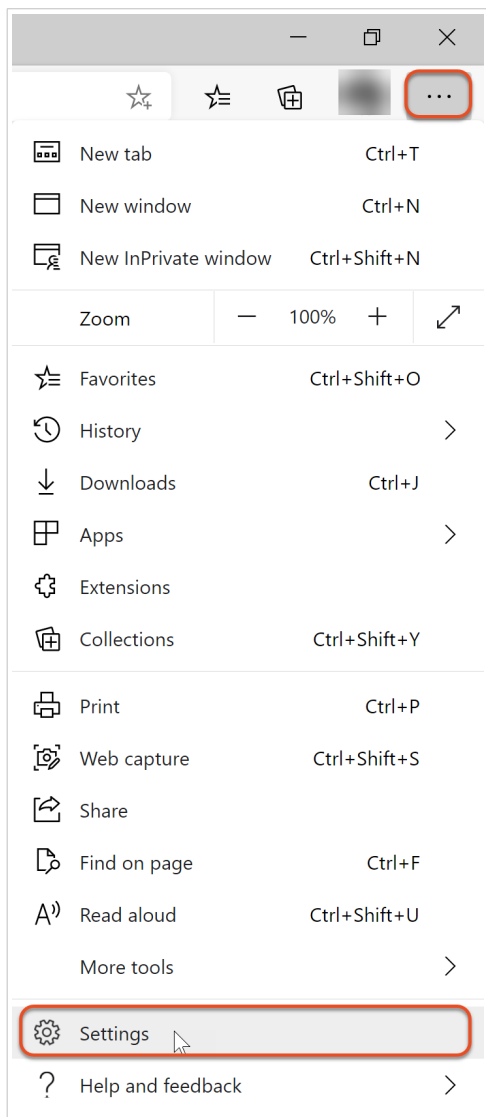 New tab Ctrl+T
New window Ctrl+N
New InPrivate window Ctrl+Shift+N
Zoom — 100% +
Favorites Ctrl+Shift+O
History
Downloads Ctrl+J
Apps
Extensions
Collections Ctrl+Shift+Y
Print Ctrl+P
Web capture Ctrl+Shift+S
Share
Find on page Ctrl+F
Read aloud Ctrl+Shift+U
More tools
Settings
Help and feedback